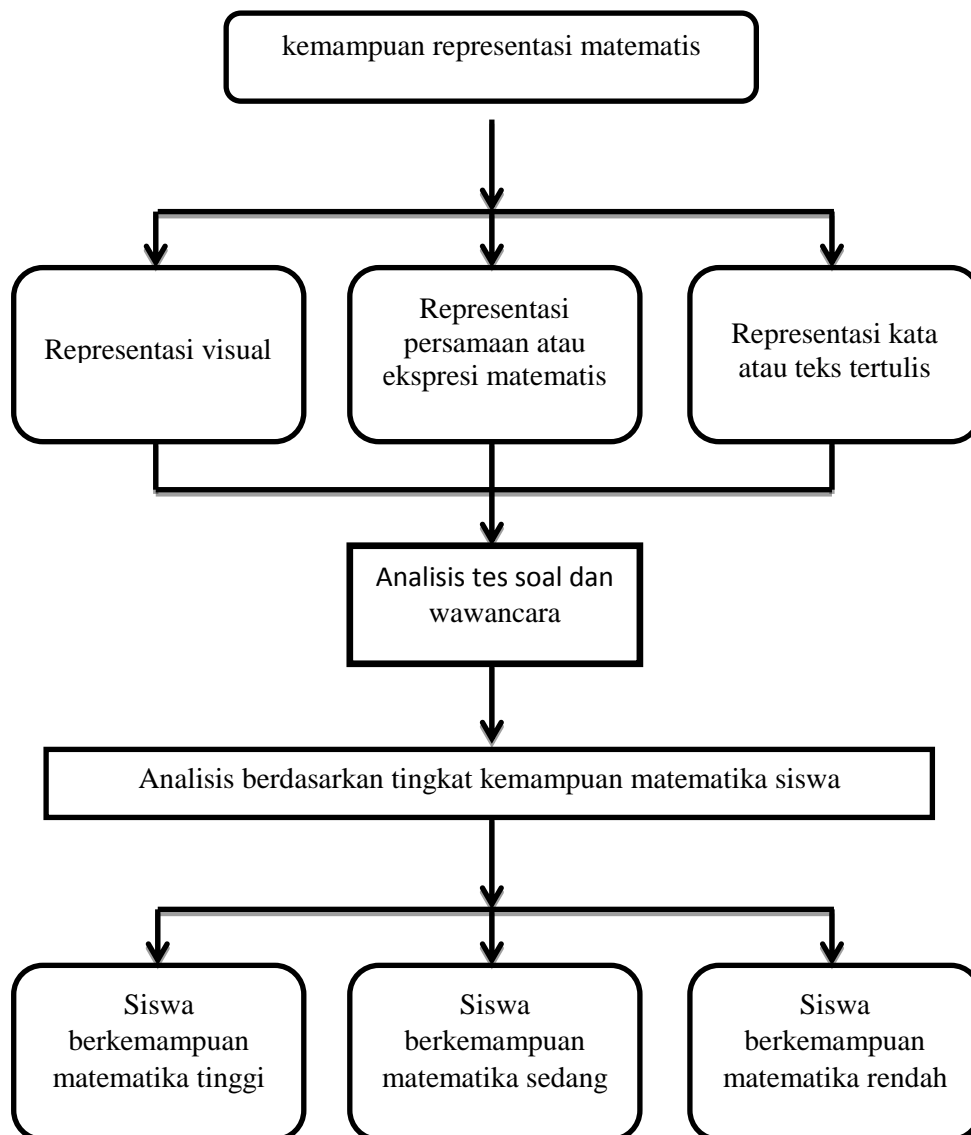 kemampuan representasi matematis
Representasi visual
Representasi
persamaan atau
ekspresi matematis
Representasi kata
atau teks tertulis
Analisis tes soal dan
wawancara
Analisis berdasarkan tingkat kemampuan matematika siswa
Siswa
berkemampuan
matematika tinggi
Siswa
berkemampuan
matematika sedang
Siswa
berkemampuan
matematika rendah